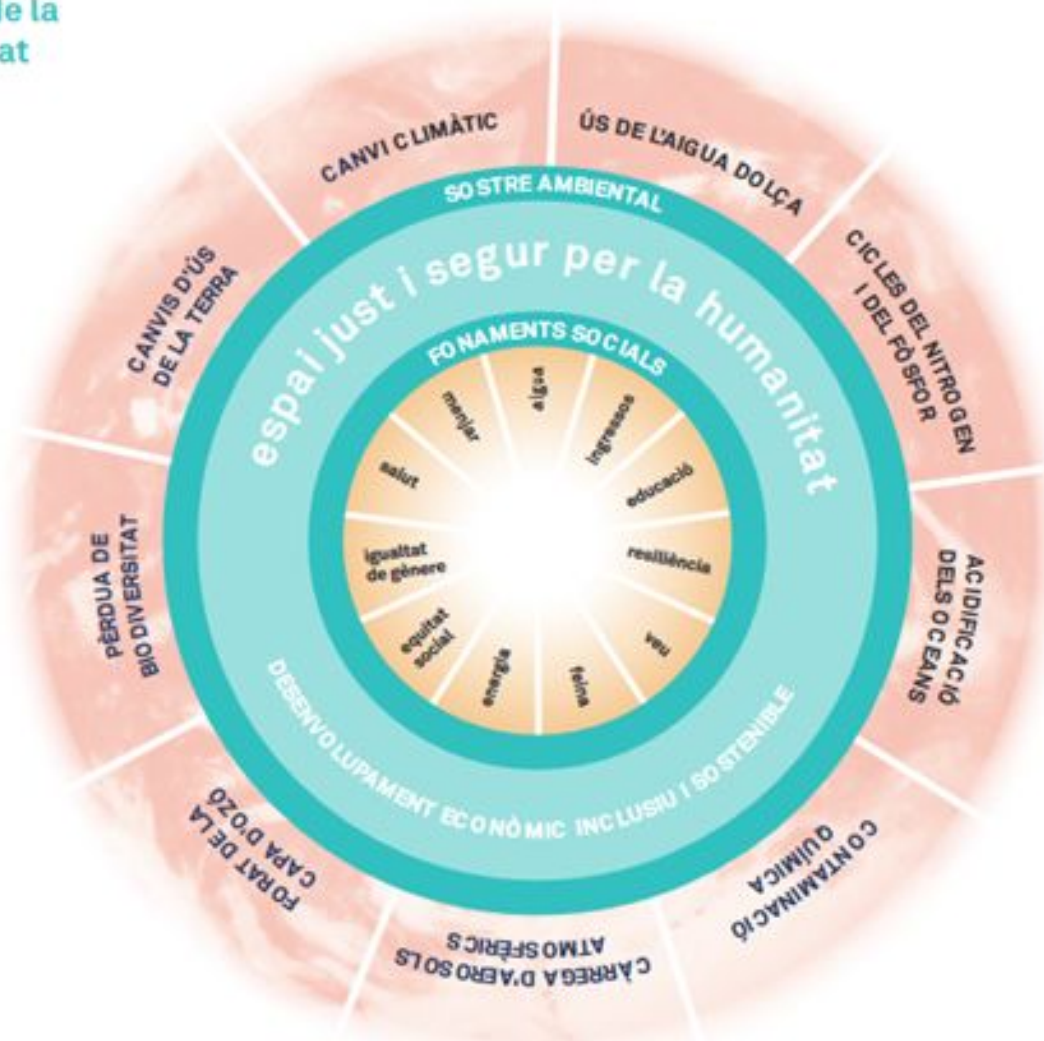 de la
at
CANVI CLIMÀTIC
ÚS DE L'AIGUA DOLÇA
CICLES DEL NITROGEN
I DEL FÒSFOR
ACIDIFICACIÓ
DELS OCEANS
CONTAMINACIÓ
QUÍMICA
CÀRREGA D'AEROSOLS
ATMOSFÈRICS
FORAT DE LA
CAPA D'OZÓ
PÈRDUA DE
BIODIVERSITAT
CANVIS D'ÚS
DE LA TERRA
SOSTRE AMBIENTAL
espai just i segur per la humanitat
FONAMENTS SOCIALS
aigua
ingressos
educació
resiliència
veu
feina
energia
equitat
social
igualtat
de gènere
salut
menjar
DESENVOLUPAMENT ECONÒMIC INCLUSIU I SOSTENIBLE